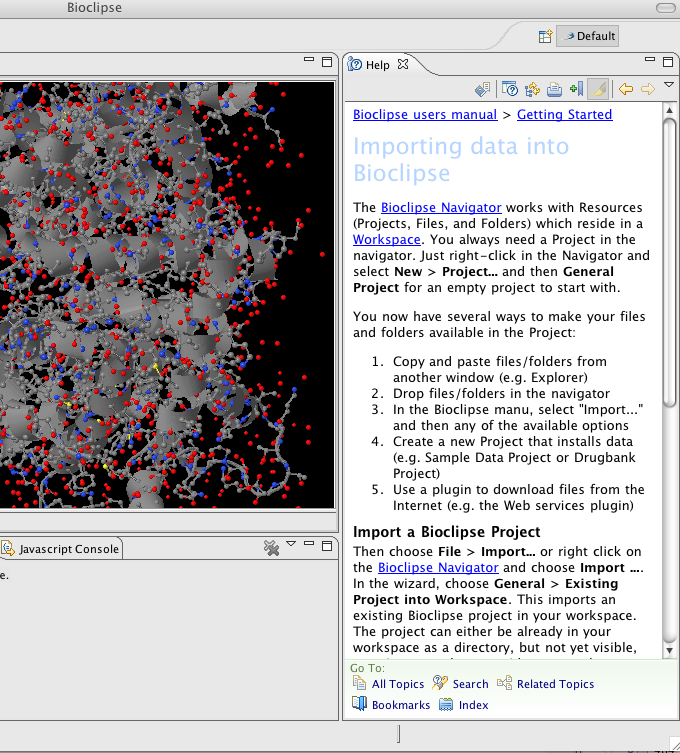 Bioclipse
Default
Help
Bioclipse users manual > Getting Started
Importing data into
Bioclipse
The Bioclipse Navigator works with Resources
(Projects, Files, and Folders) which reside in a
Workspace. You always need a Project in the
navigator. Just right-click in the Navigator and
select New > Project... and then General
Project for an empty project to start with.
You now have several ways to make your files
and folders available in the Project:
1. Copy and paste files/folders from
another window (e.g. Explorer)
2. Drop files/folders in the navigator
3. In the Bioclipse manu, select "Import..."
and then any of the available options
4. Create a new Project that installs data
(e.g. Sample Data Project or Drugbank
Project)
5. Use a plugin to download files from the
Internet (e.g. the Web services plugin)
Import a Bioclipse Project
Then choose File > Import... or right click on
the Bioclipse Navigator and choose Import ....
In the wizard, choose General > Existing
Project into Workspace. This imports an
existing Bioclipse project in your workspace.
The project can either be already in your
workspace as a directory, but not yet visible,
Javascript Console
e.
Go To:
All Topics Search Related Topics
Bookmarks Index